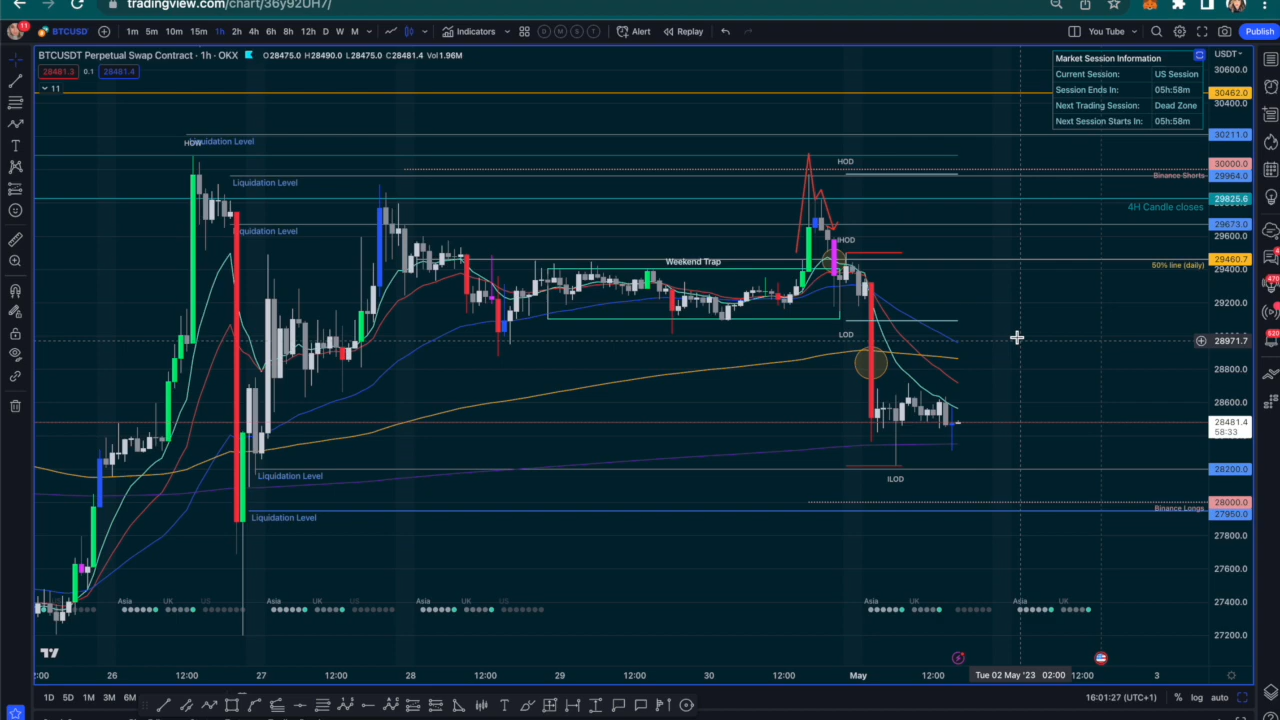 tradingview.com/chart/36y92UH7/
11
BTCUSDT
1m 5m 10m 15m 1h 2h 4h 6h 8h 12h D W M
Indicators
D M S T
Alert
Replay
You Tube
Publish
BTCUSDT Perpetual Swap Contract · 1h · OKX O28475.0 H28490.0 L28475.0 C28481.4 Vol1.96M
28481.3 0.1 28481.4
11
Market Session Information
Current Session: US Session
Session Ends In: 05h:58m
Next Trading Session: Dead Zone
Next Session Starts In: 05h:58m
USDT
30600.0
30462.0
30400.0
30211.0
30000.0
29964.0
29825.6
29673.0
29600.0
29460.7
29400.0
29200.0
28971.7
28800.0
28600.0
28481.4
58:33
28200.0
28000.0
27950.0
27800.0
27600.0
27400.0
27200.0
HOW
Liquidation Level
Liquidation Level
Liquidation Level
HOD
Binance Shorts
4H Candle closes
IHOD
Weekend Trap
50% line (daily)
LOD
Liquidation Level
ILOD
Binance Longs
Liquidation Level
Asia UK US
Asia UK US
Asia UK US
Asia UK
Asia UK
:00 26 12:00 27 12:00 28 12:00 29 12:00 30 12:00 May 12:00 Tue 02 May '23 02:00 12:00 3
1D 5D 1M 3M 6M
16:01:27 (UTC+1) % log auto